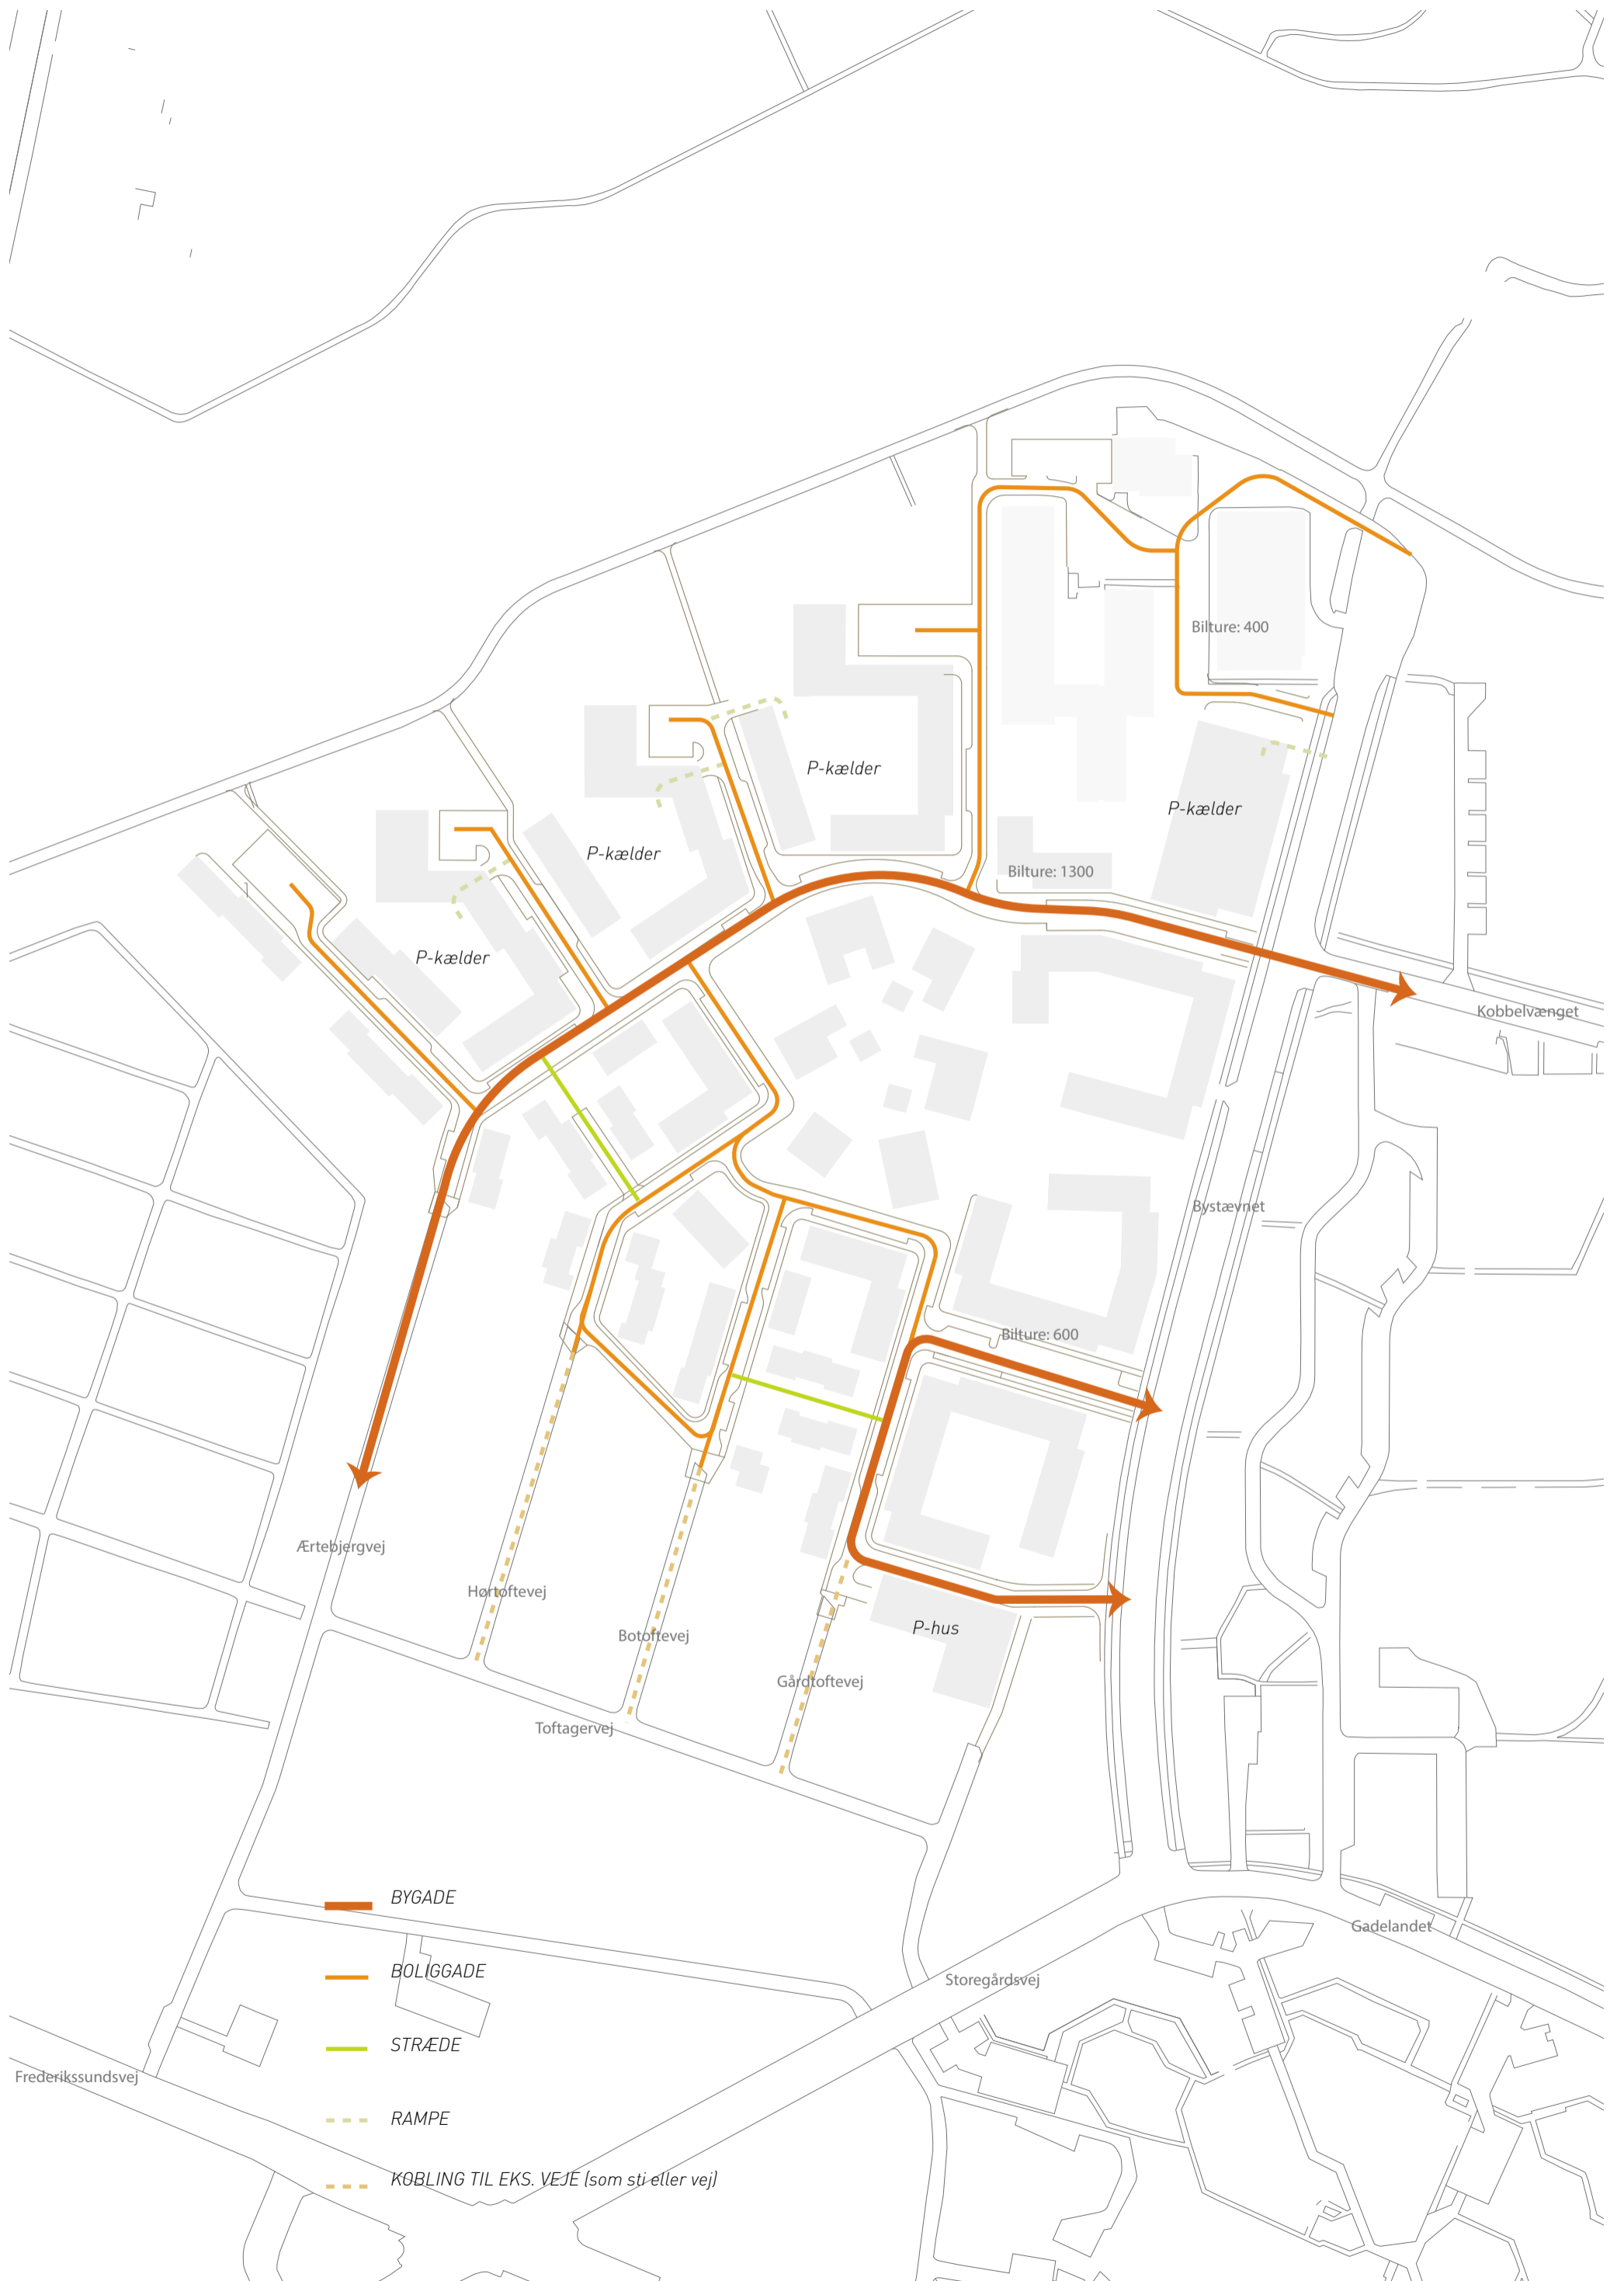 Bilture: 400
P-kælder
P-kælder
P-kælder
Bilture: 1300
P-kælder
Kobbelvænget
Bystævnet
Bilture: 600
Ærtebjergvej
Hørtoftevej
P-hus
Botoftevej
Gårdtoftevej
Toftagervej
BYGADE
Gadelandet
BOLIGGADE
Storegårdsvej
STRÆDE
Frederikssundsvej
RAMPE
KOBLING TIL EKS. VEJE (som sti eller vej)